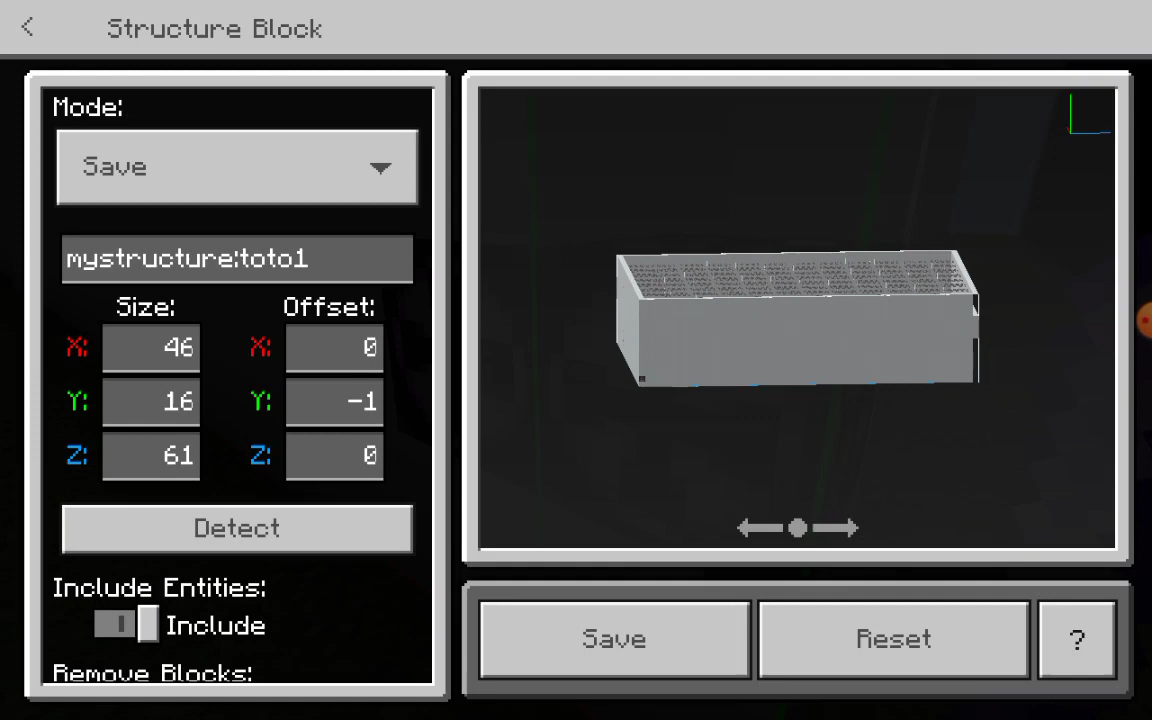 Structure Block
Mode:
Save
mystructure:toto1
Size: Offset:
X: 46 X: 0
Y: 16 Y: -1
Z: 61 Z: 0
Detect
Include Entities:
Include
Remove Blocks:
Save Reset ?